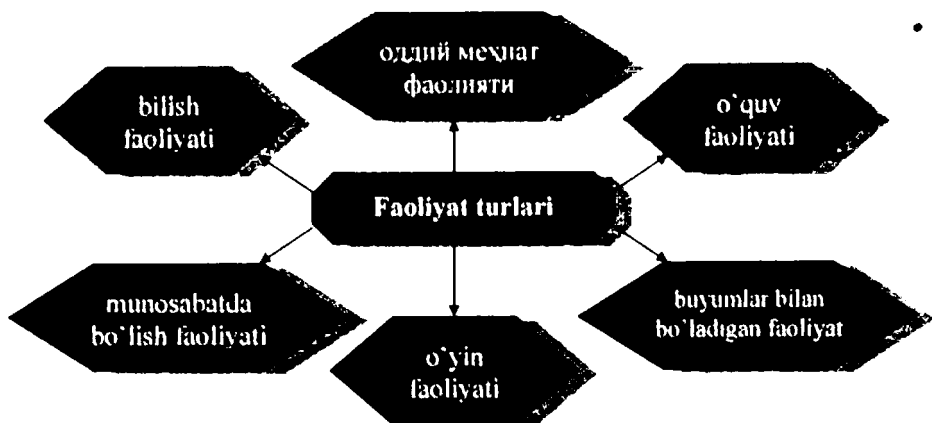 оддий меҳнат
фаолияти
bilish
faoliyati
o`quv
faoliyati
Faoliyat turlari
munosabatda
bo`lish faoliyati
buyumlar bilan
bo`ladigan faoliyat
o`yin
faoliyati